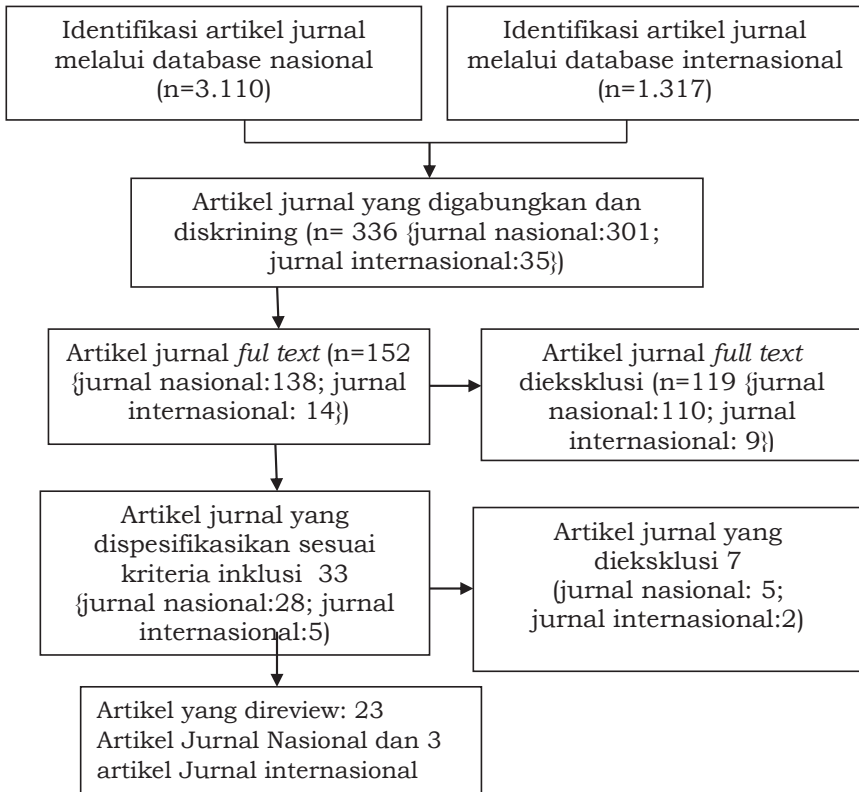 Identifikasi artikel jurnal
melalui database nasional
(n=3.110)
Identifikasi artikel jurnal
melalui database internasional
(n=1.317)
Artikel jurnal yang digabungkan dan
diskrining (n= 336 {jurnal nasional:301;
jurnal internasional:35})
Artikel jurnal ful text (n=152
{jurnal nasional:138; jurnal
internasional: 14})
Artikel jurnal full text
dieksklusi (n=119 {jurnal
nasional:110; jurnal
internasional: 9})
Artikel jurnal yang
dispesifikasikan sesuai
kriteria inklusi 33
{jurnal nasional:28; jurnal
internasional:5)
Artikel jurnal yang
dieksklusi 7
(jurnal nasional: 5;
jurnal internasional:2)
Artikel yang direview: 23
Artikel Jurnal Nasional dan 3
artikel Jurnal internasional